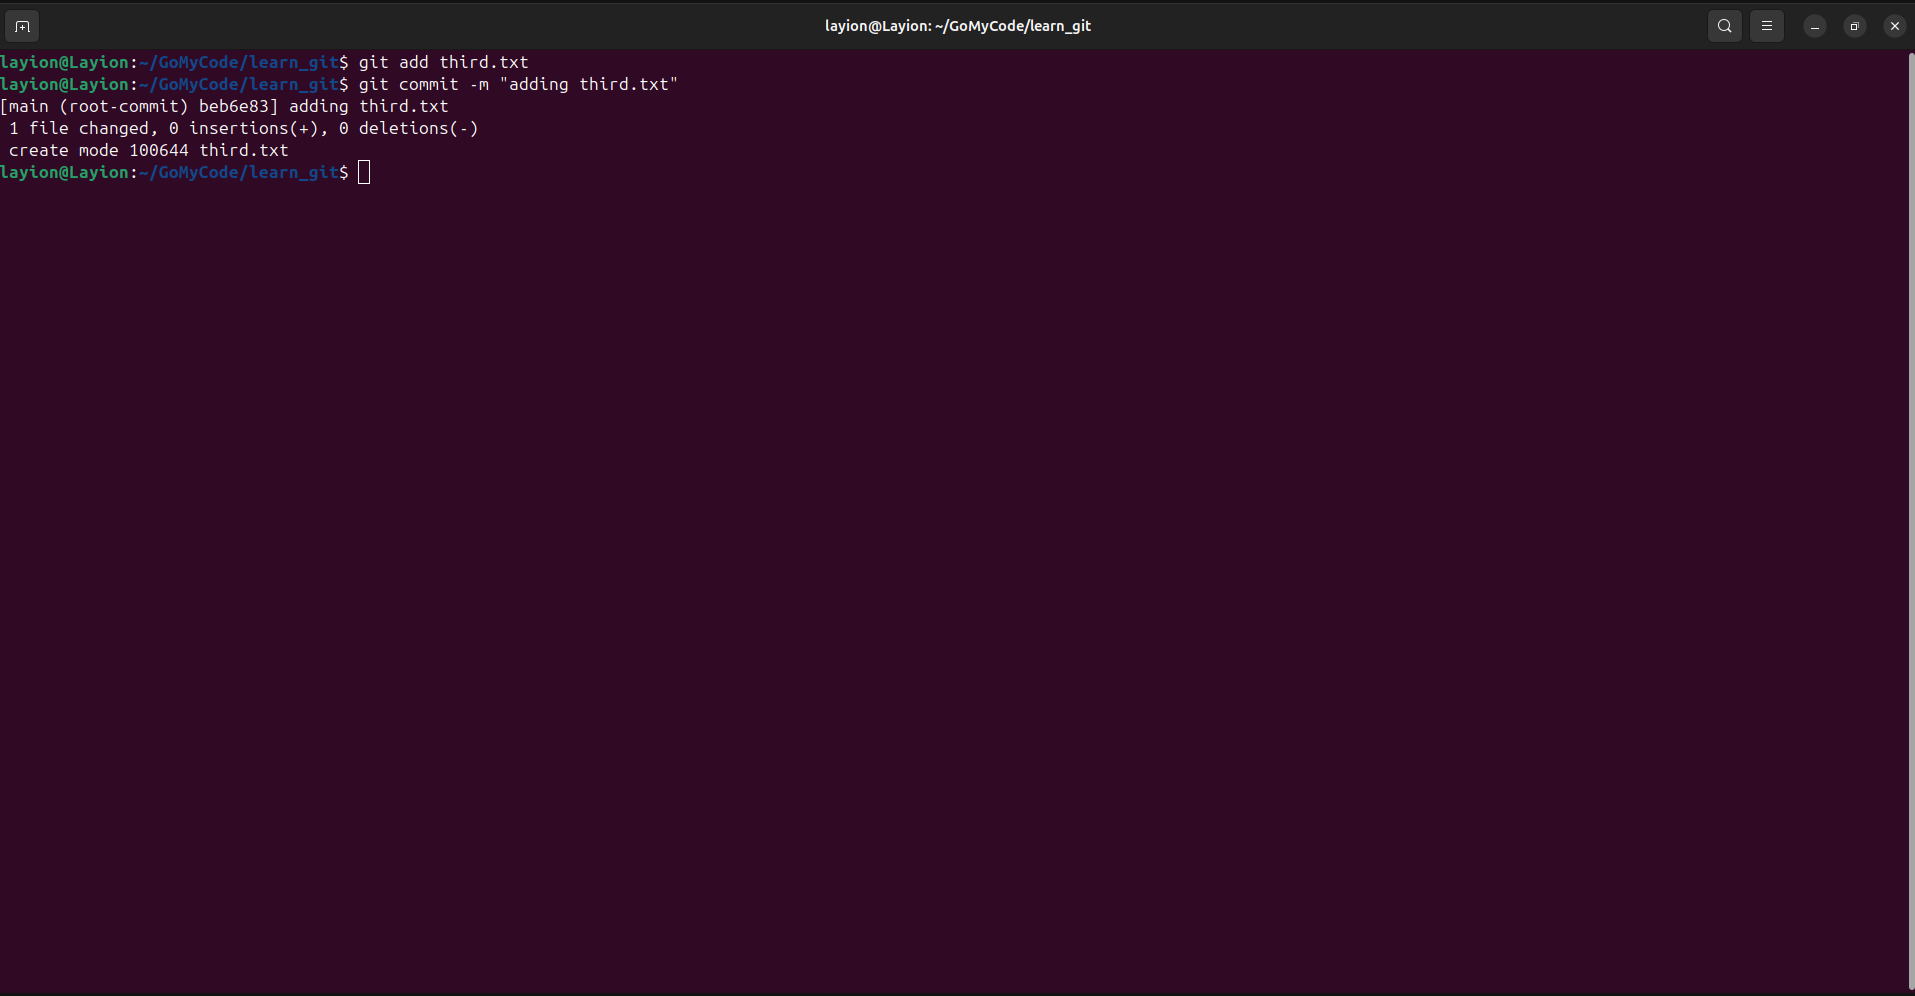 layion@Layion: ~/GoMyCode/learn_git
layion@Layion:~/GoMyCode/learn_git$ git add third.txt
layion@Layion:~/GoMyCode/learn_git$ git commit -m "adding third.txt"
[main (root-commit) beb6e83] adding third.txt
 1 file changed, 0 insertions(+), 0 deletions(-)
 create mode 100644 third.txt
layion@Layion:~/GoMyCode/learn_git$